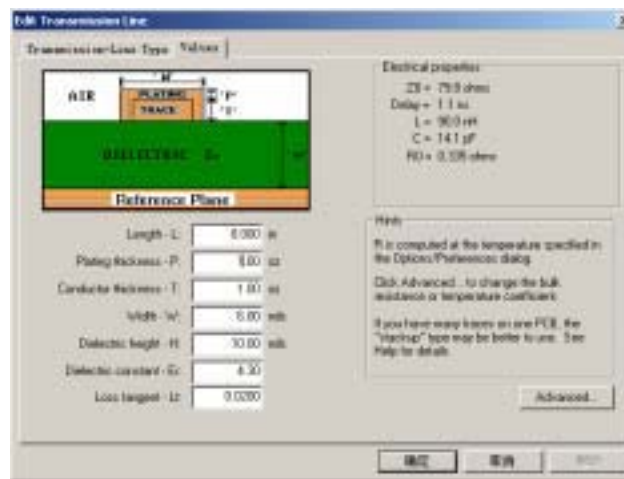 Edit Transmission Line
Transmission-Line Type Values
AIR
'W'
PLATING
TRACK
'P'
'T'
DIELECTRIC Er
'H'
Reference Plane
Electrical properties
Z0 = 79.9 ohms
Delay = 1.1 ns
L = 90.0 nH
C = 14.1 pF
R0 = 0.335 ohms
Length - L: in
Plating thickness - P: oz
Conductor thickness - T: 1.00 oz
Width - W: mils
Dielectric height - H: 10.00 mils
Dielectric constant - Er: 4.30
Loss tangent - Lt: 0.0200
Hints
R is computed at the temperature specified in
the Options/Preferences dialog.
Click Advanced... to change the bulk
resistance or temperature coefficient.
If you have many traces on one PCB, the
"stackup" type may be better to use. See
Help for details.
Advanced...
确定 取消